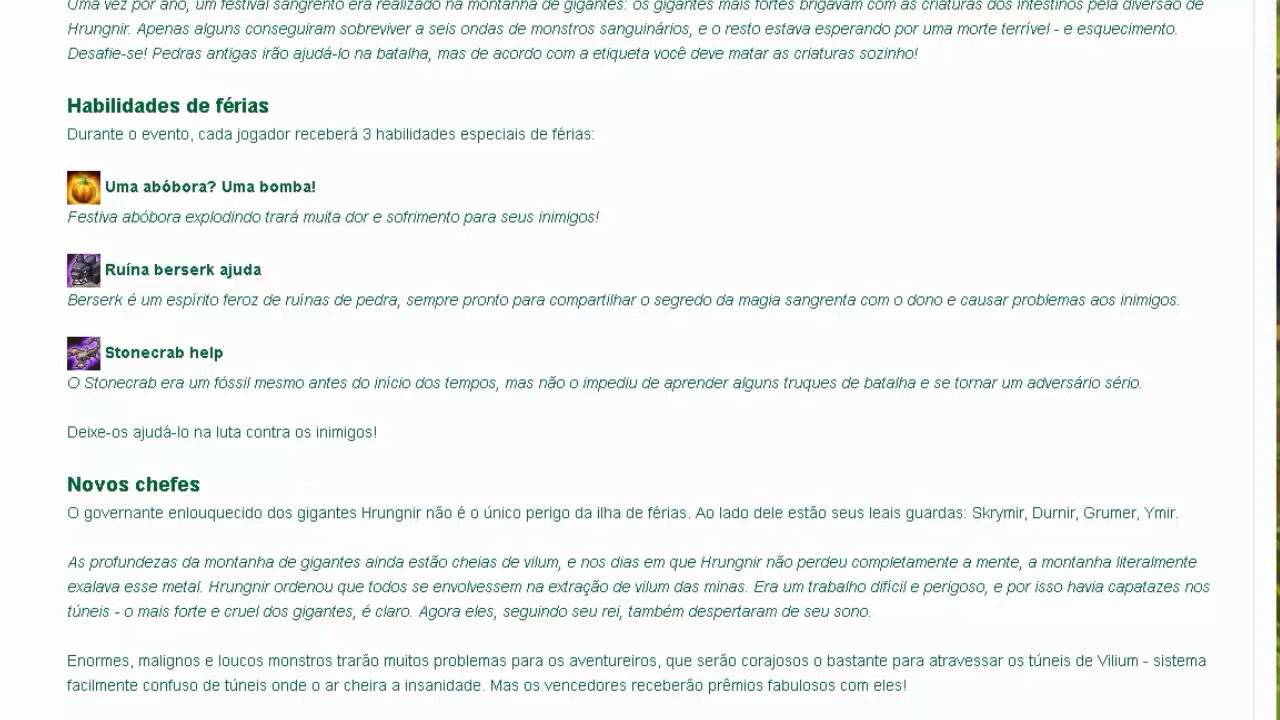 Uma vez por ano, um festival sangrento era realizado na montanha de gigantes: os gigantes mais fortes brigavam com as criaturas dos intestinos pela diversão de
Hrungnir. Apenas alguns conseguiram sobreviver a seis ondas de monstros sanguinários, e o resto estava esperando por uma morte terrível - e esquecimento.
Desafie-se! Pedras antigas irão ajudá-lo na batalha, mas de acordo com a etiqueta você deve matar as criaturas sozinho!
Habilidades de férias
Durante o evento, cada jogador receberá 3 habilidades especiais de férias:
Uma abóbora? Uma bomba!
Festiva abóbora explodindo trará muita dor e sofrimento para seus inimigos!
Ruína berserk ajuda
Berserk é um espírito feroz de ruínas de pedra, sempre pronto para compartilhar o segredo da magia sangrenta com o dono e causar problemas aos inimigos.
Stonecrab help
O Stonecrab era um fóssil mesmo antes do início dos tempos, mas não o impediu de aprender alguns truques de batalha e se tornar um adversário sério.
Deixe-os ajudá-lo na luta contra os inimigos!
Novos chefes
O governante enlouquecido dos gigantes Hrungnir não é o único perigo da ilha de férias. Ao lado dele estão seus leais guardas: Skrymir, Durnir, Grumer, Ymir.
As profundezas da montanha de gigantes ainda estão cheias de vilum, e nos dias em que Hrungnir não perdeu completamente a mente, a montanha literalmente
exalava esse metal. Hrungnir ordenou que todos se envolvessem na extração de vilum das minas. Era um trabalho difícil e perigoso, e por isso havia capatazes nos
túneis - o mais forte e cruel dos gigantes, é claro. Agora eles, seguindo seu rei, também despertaram de seu sono.
Enormes, malignos e loucos monstros trarão muitos problemas para os aventureiros, que serão corajosos o bastante para atravessar os túneis de Vilium - sistema
facilmente confuso de túneis onde o ar cheira a insanidade. Mas os vencedores receberão prêmios fabulosos com eles!